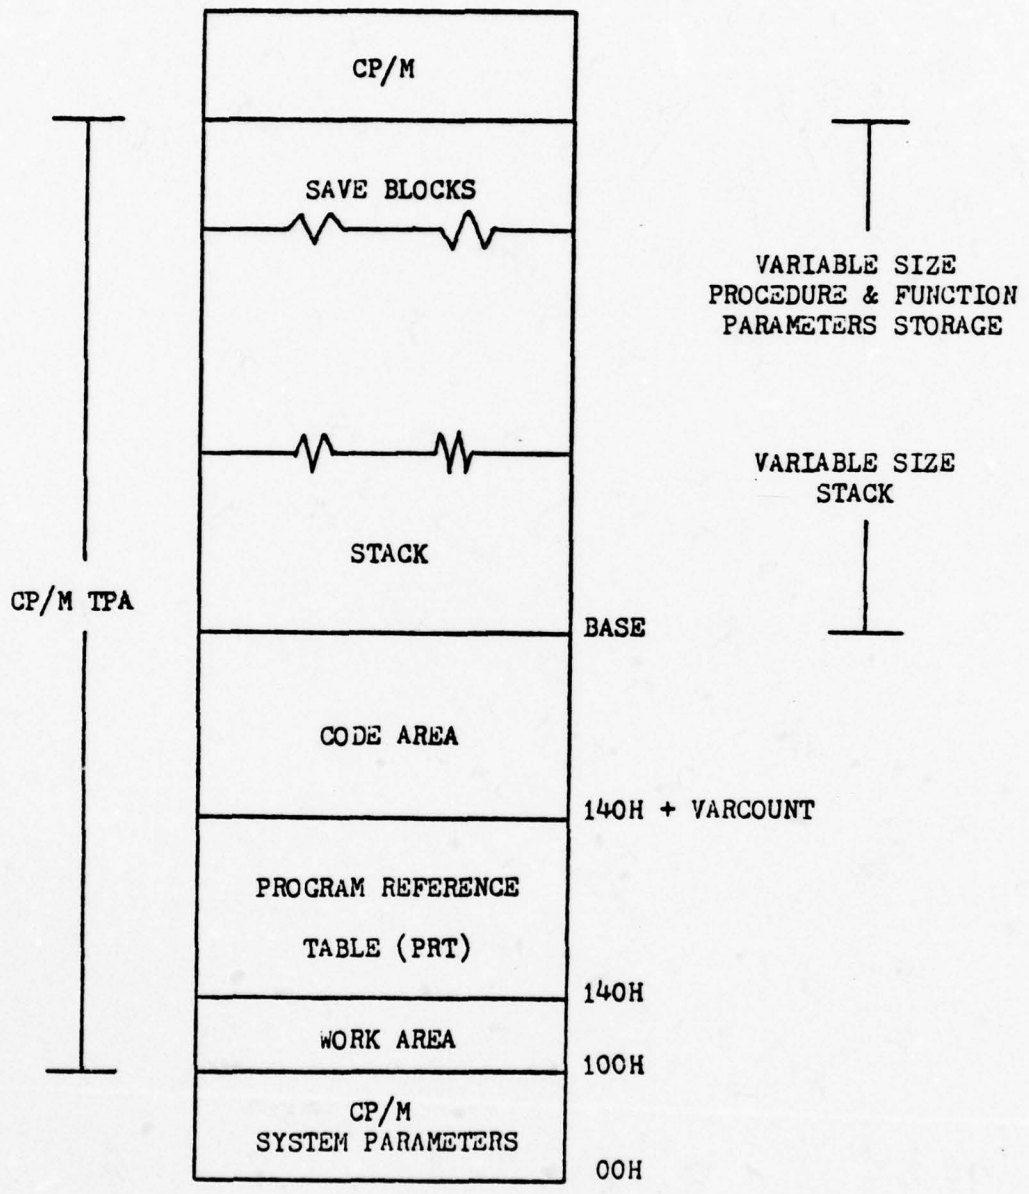 CP/M
SAVE BLOCKS
VARIABLE SIZE
PROCEDURE & FUNCTION
PARAMETERS STORAGE
VARIABLE SIZE
STACK
STACK
CP/M TPA
BASE
CODE AREA
140H + VARCOUNT
PROGRAM REFERENCE
TABLE (PRT)
140H
WORK AREA
100H
CP/M
SYSTEM PARAMETERS
00H